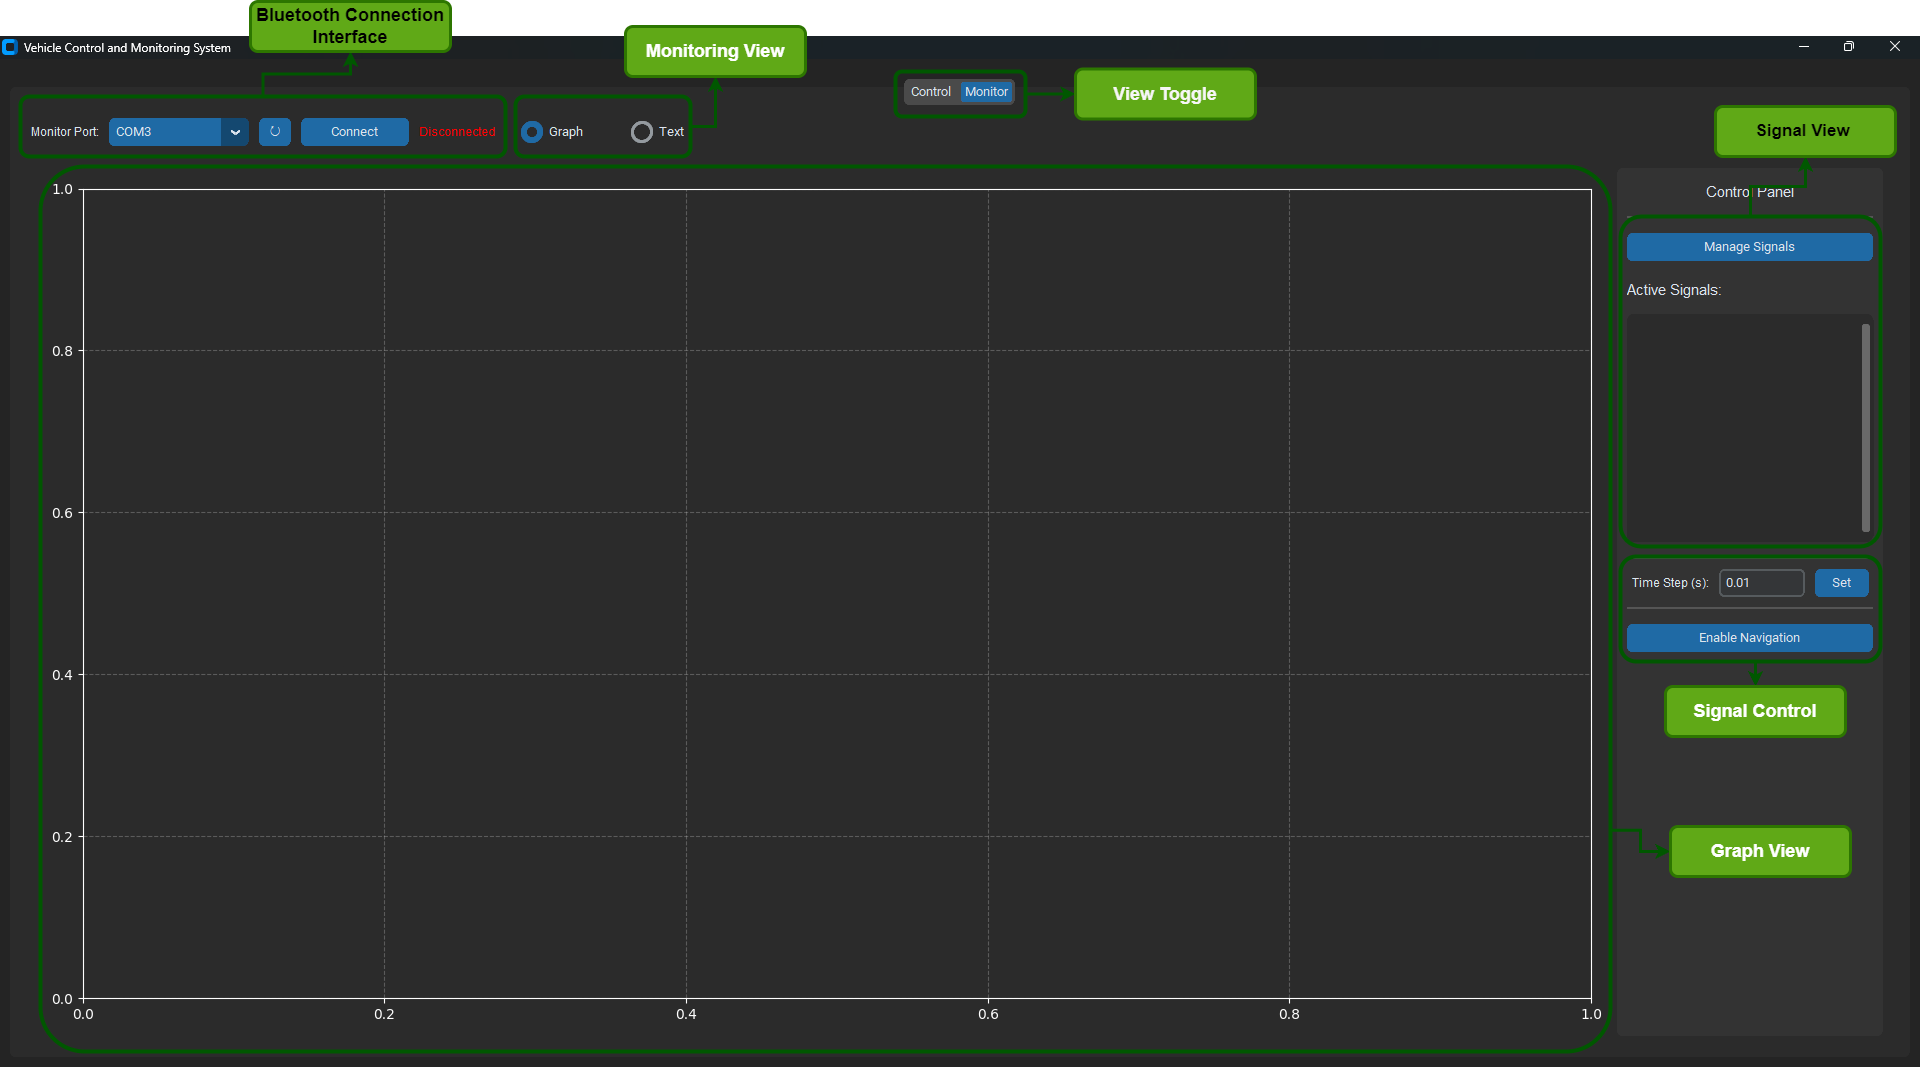 Bluetooth Connection
Interface
Vehicle Control and Monitoring System
Monitoring View
Control Monitor
View Toggle
Signal View
Monitor Port: COM3 Connect Disconnected
Graph Text
Control Panel
Manage Signals
Active Signals:
Time Step (s): 0.01 Set
Enable Navigation
Signal Control
Graph View
1.0
0.8
0.6
0.4
0.2
0.0
0.0 0.2 0.4 0.6 0.8 1.0